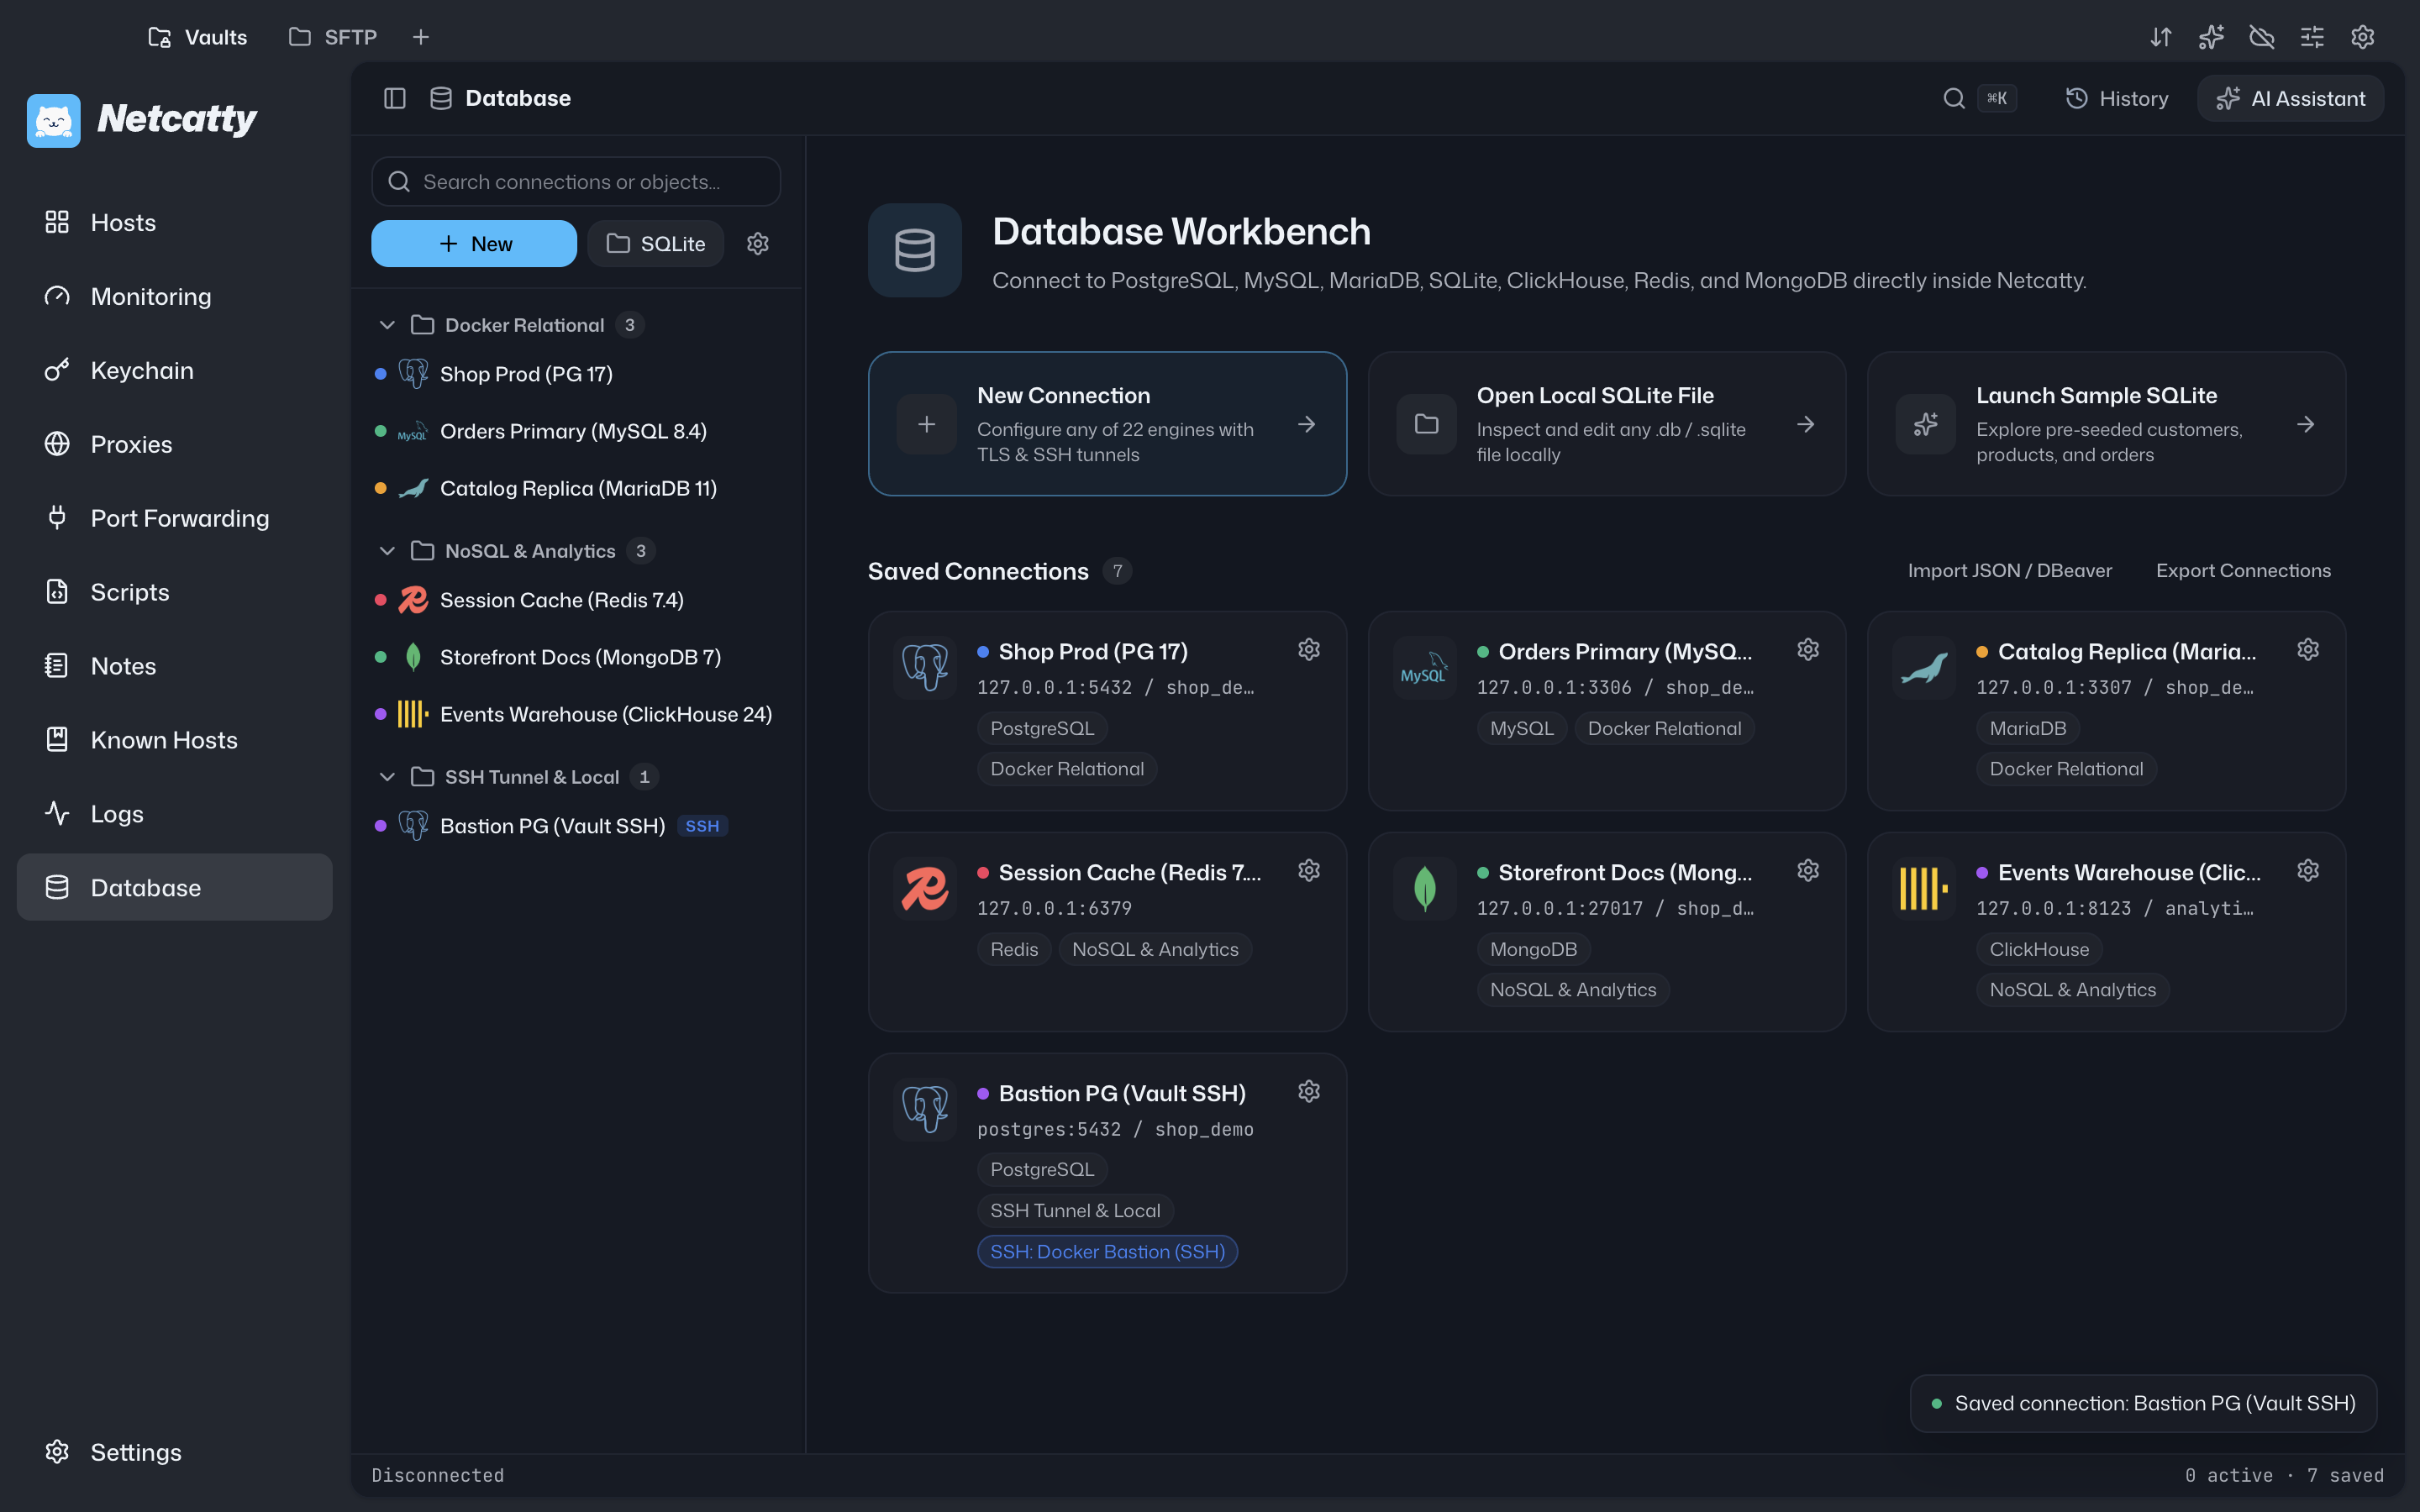 Vaults
SFTP
Netcatty
Hosts
Monitoring
Keychain
Proxies
Port Forwarding
Scripts
Notes
Known Hosts
Logs
Database
Settings
Database
⌘K
History
AI Assistant
Search connections or objects...
New
SQLite
Docker Relational 3
Shop Prod (PG 17)
MySQL
Orders Primary (MySQL 8.4)
Catalog Replica (MariaDB 11)
NoSQL & Analytics 3
Session Cache (Redis 7.4)
Storefront Docs (MongoDB 7)
Events Warehouse (ClickHouse 24)
SSH Tunnel & Local 1
Bastion PG (Vault SSH) SSH
Database Workbench
Connect to PostgreSQL, MySQL, MariaDB, SQLite, ClickHouse, Redis, and MongoDB directly inside Netcatty.
New Connection
Configure any of 22 engines with
TLS & SSH tunnels
Open Local SQLite File
Inspect and edit any .db / .sqlite
file locally
Launch Sample SQLite
Explore pre-seeded customers,
products, and orders
Saved Connections 7
Import JSON / DBeaver
Export Connections
Shop Prod (PG 17)
127.0.0.1:5432 / shop_de…
PostgreSQL
Docker Relational
MySQL
Orders Primary (MySQ...
127.0.0.1:3306 / shop_de…
MySQL
Docker Relational
Catalog Replica (Maria...
127.0.0.1:3307 / shop_de…
MariaDB
Docker Relational
Session Cache (Redis 7....
127.0.0.1:6379
Redis
NoSQL & Analytics
Storefront Docs (Mong...
127.0.0.1:27017 / shop_d…
MongoDB
NoSQL & Analytics
Events Warehouse (Clic...
127.0.0.1:8123 / analyti…
ClickHouse
NoSQL & Analytics
Bastion PG (Vault SSH)
postgres:5432 / shop_demo
PostgreSQL
SSH Tunnel & Local
SSH: Docker Bastion (SSH)
Saved connection: Bastion PG (Vault SSH)
Disconnected
0 active · 7 saved